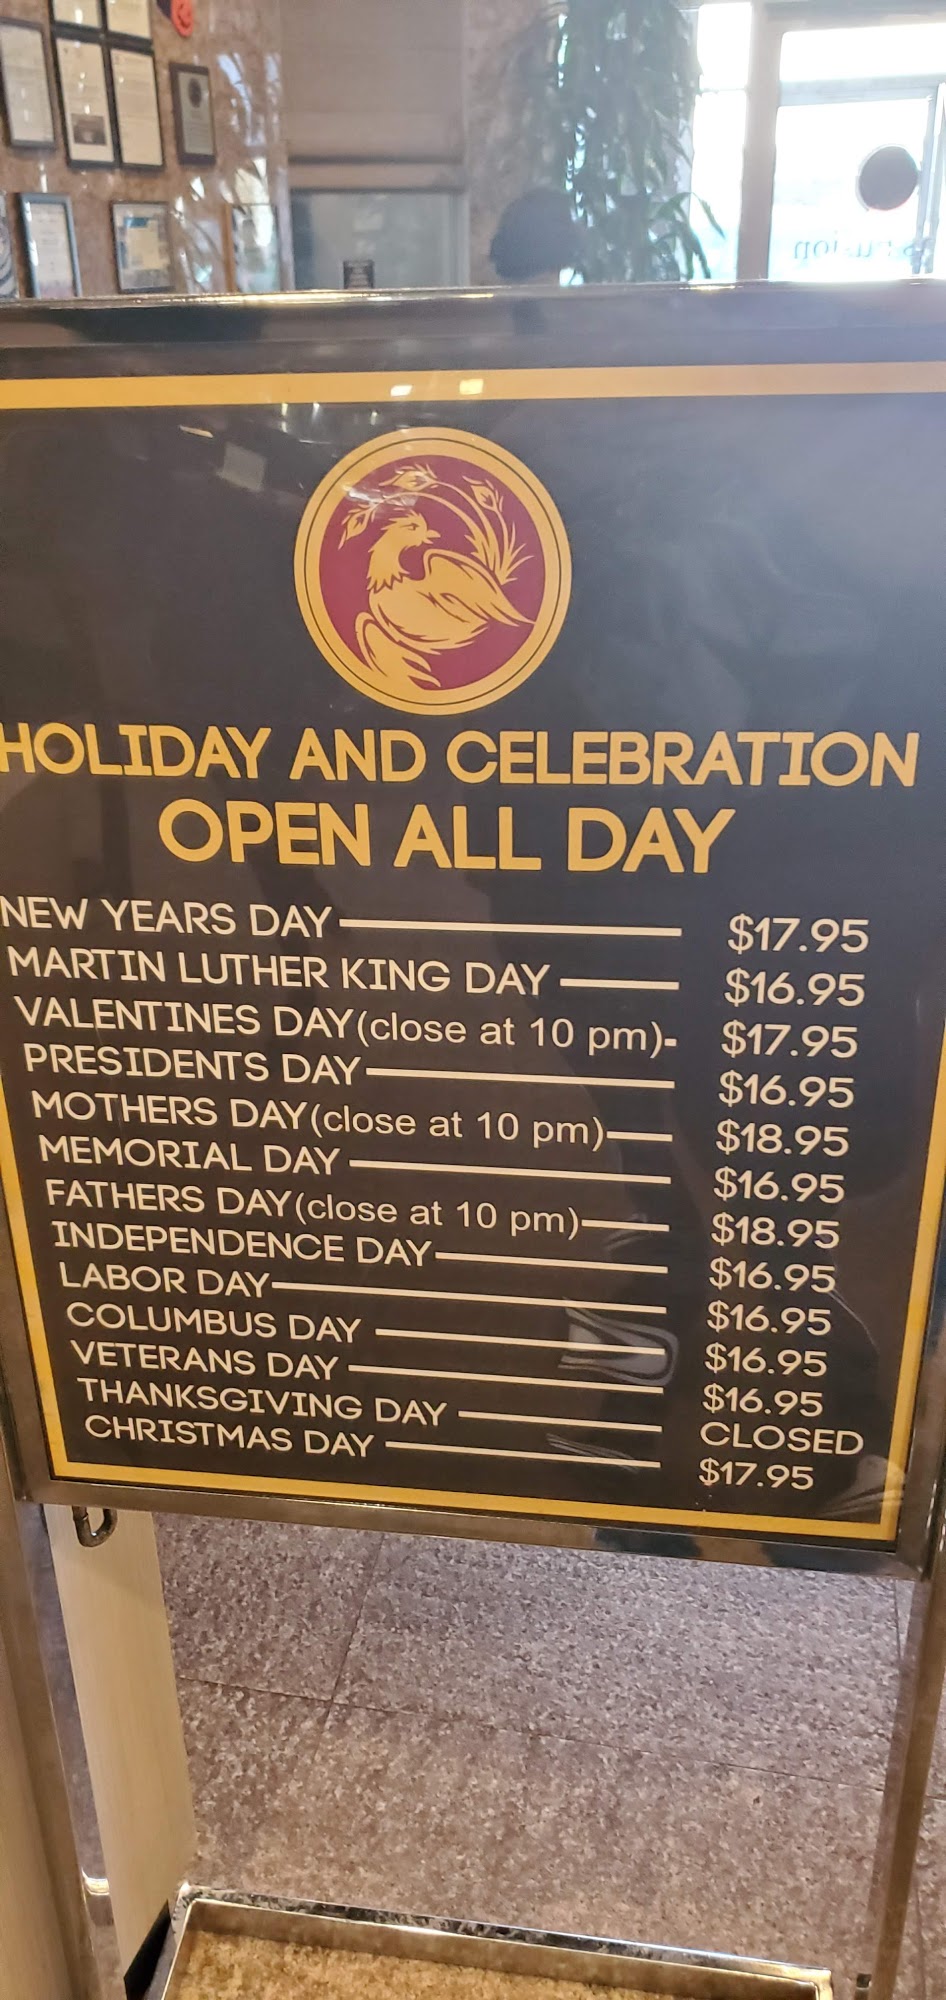 HOLIDAY AND CELEBRATION
OPEN ALL DAY
NEW YEARS DAY $17.95
MARTIN LUTHER KING DAY $16.95
VALENTINES DAY(close at 10 pm)- $17.95
PRESIDENTS DAY $16.95
MOTHERS DAY(close at 10 pm) $18.95
MEMORIAL DAY $16.95
FATHERS DAY(close at 10 pm) $18.95
INDEPENDENCE DAY $16.95
LABOR DAY $16.95
COLUMBUS DAY $16.95
VETERANS DAY $16.95
THANKSGIVING DAY CLOSED
CHRISTMAS DAY $17.95